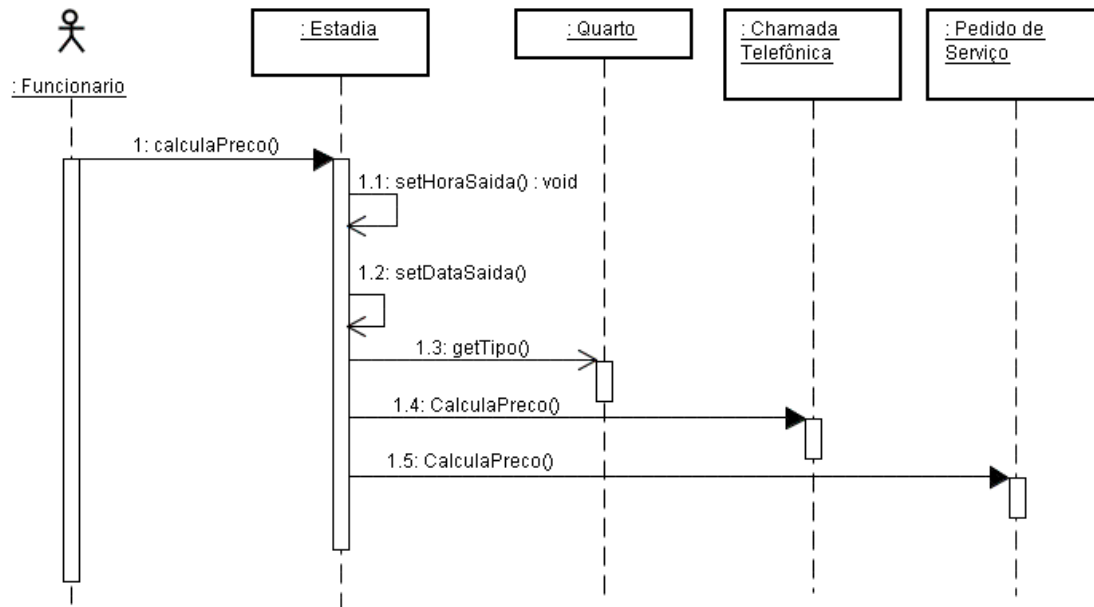 : Estadia
: Quarto
: Chamada
Telefônica
: Pedido de
Serviço
: Funcionario
1: calculaPreco()
1.1: setHoraSaida() : void
1.2: setDataSaida()
1.3: getTipo()
1.4: CalculaPreco()
1.5: CalculaPreco()